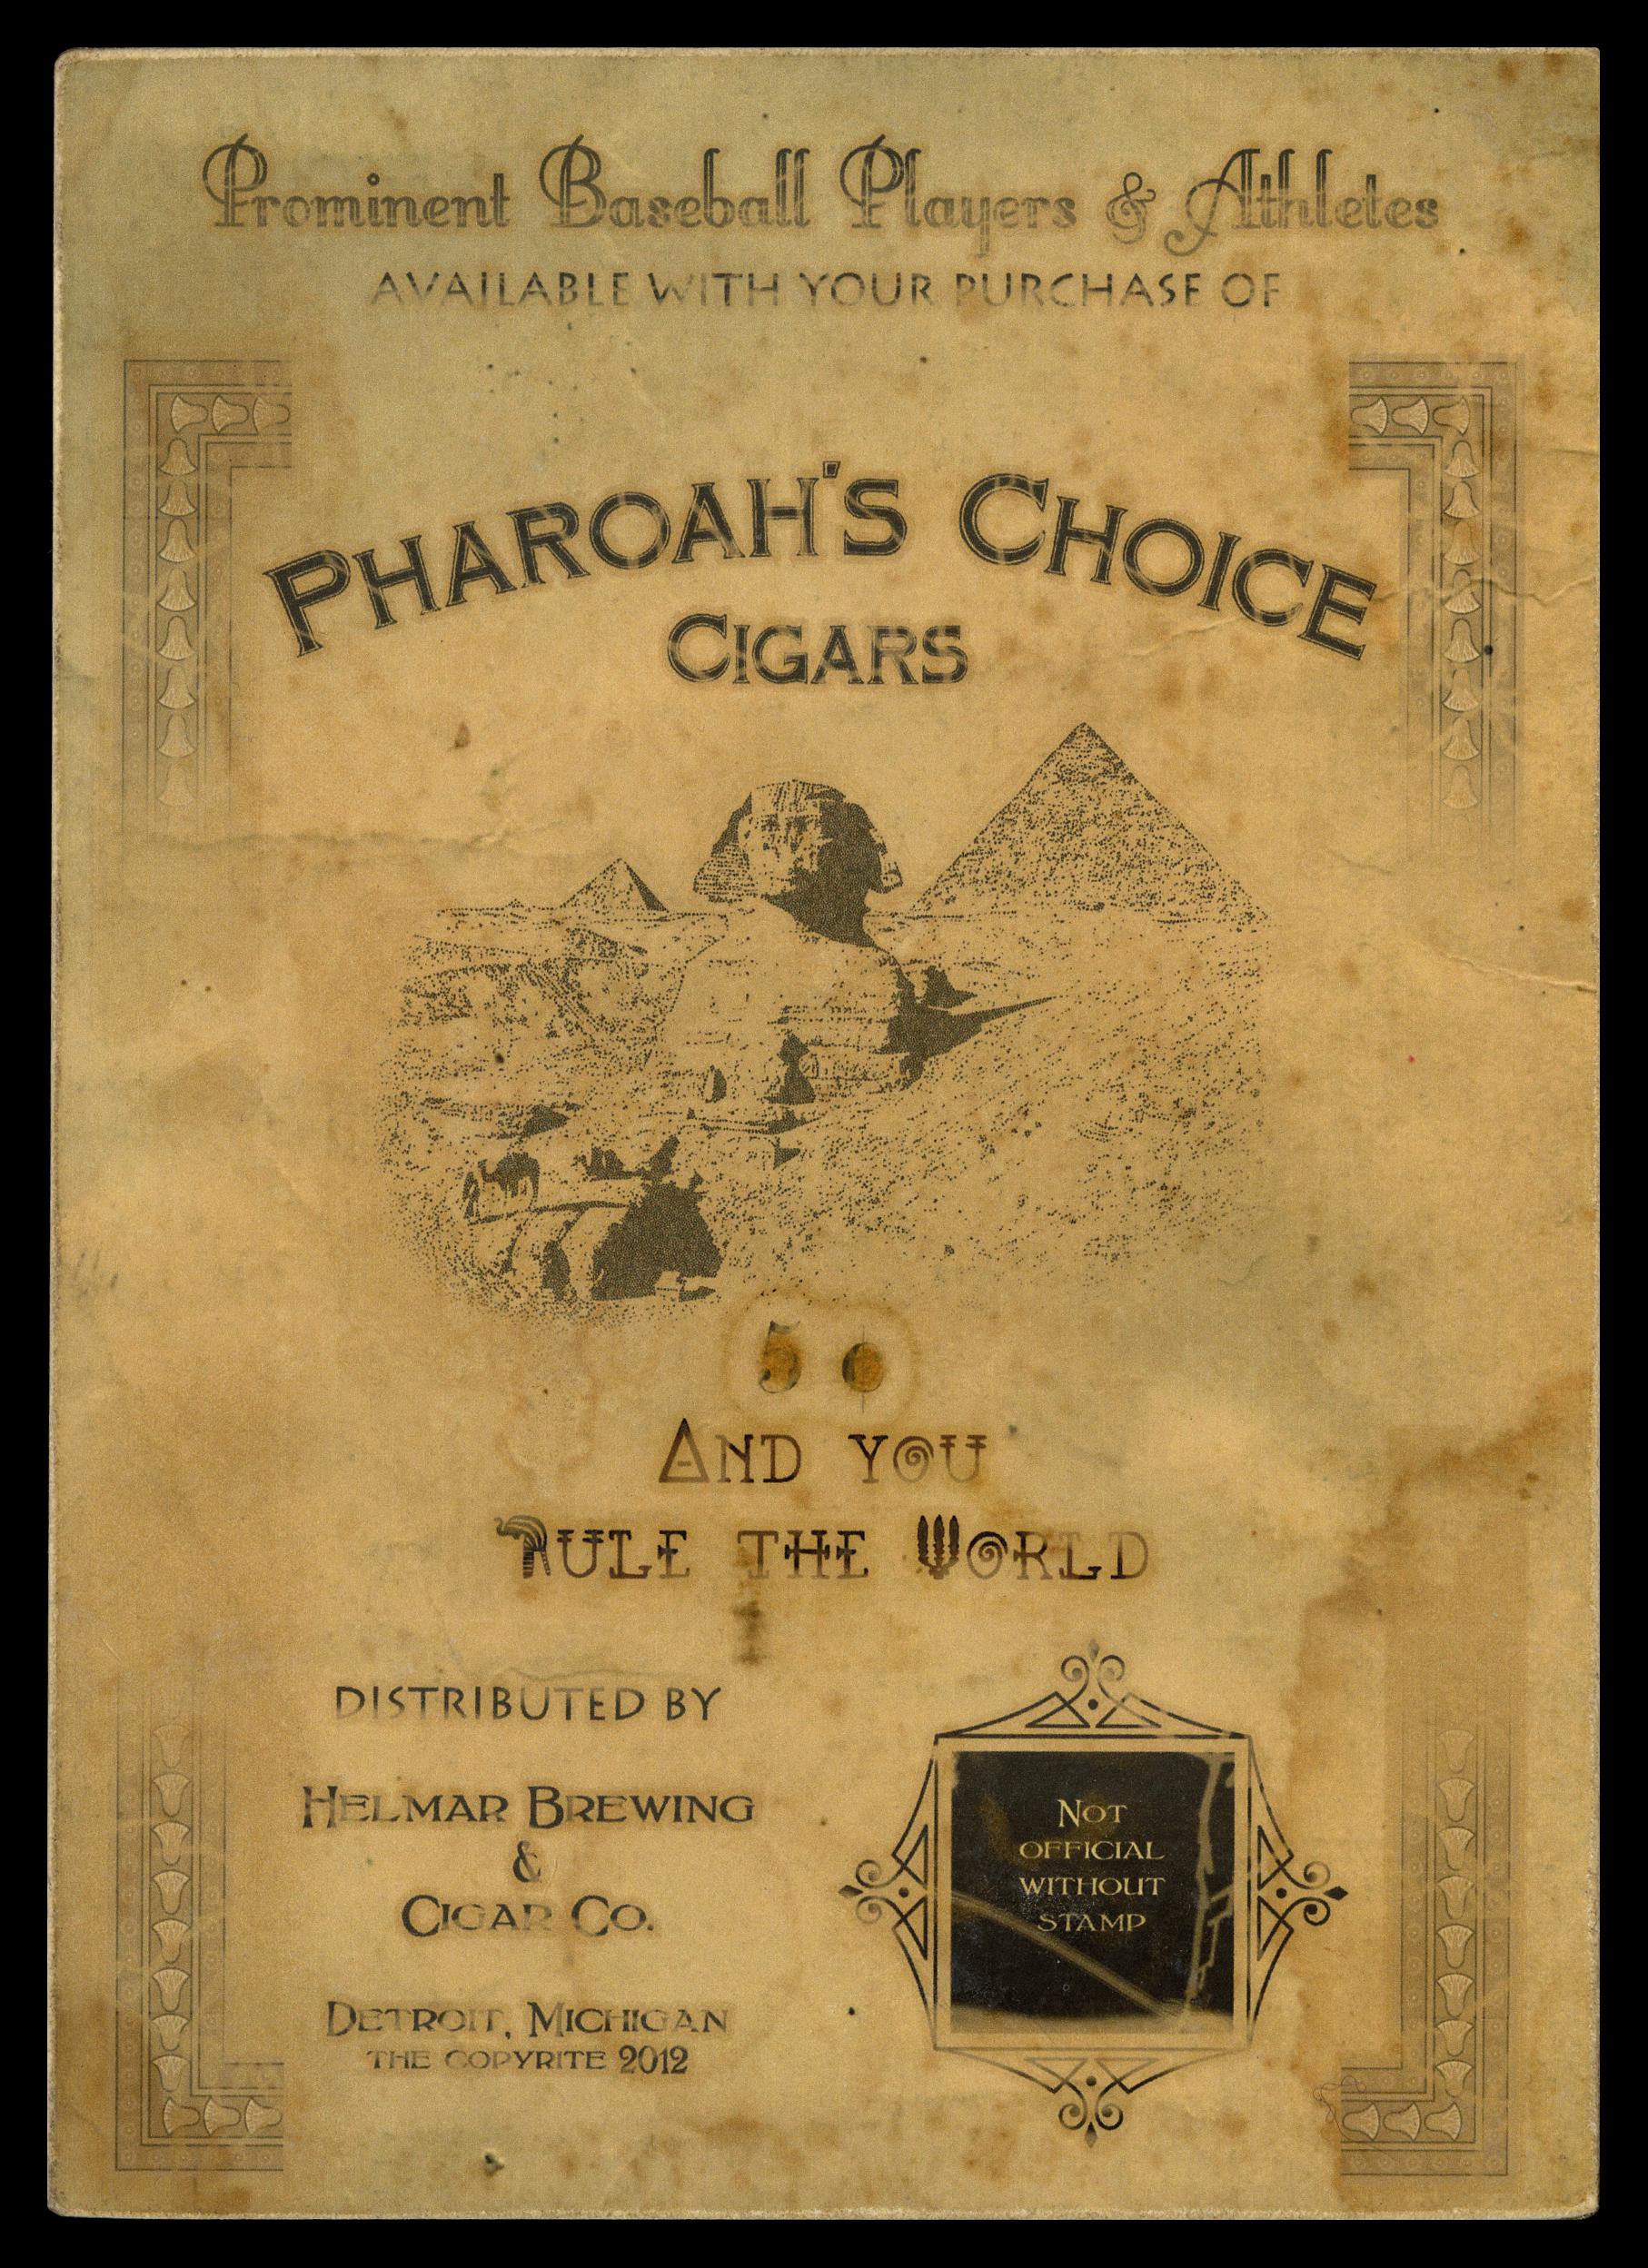 Prominent Baseball Players & Athletes
AVAILABLE WITH YOUR PURCHASE OF
PHAROAH'S CHOICE
CIGARS
5 ¢
AND YOU
RULE THE WORLD
DISTRIBUTED BY
HELMAR BREWING
&
CIGAR CO.
DETROIT, MICHIGAN
THE COPYRITE 2012
NOT
OFFICIAL
WITHOUT
STAMP